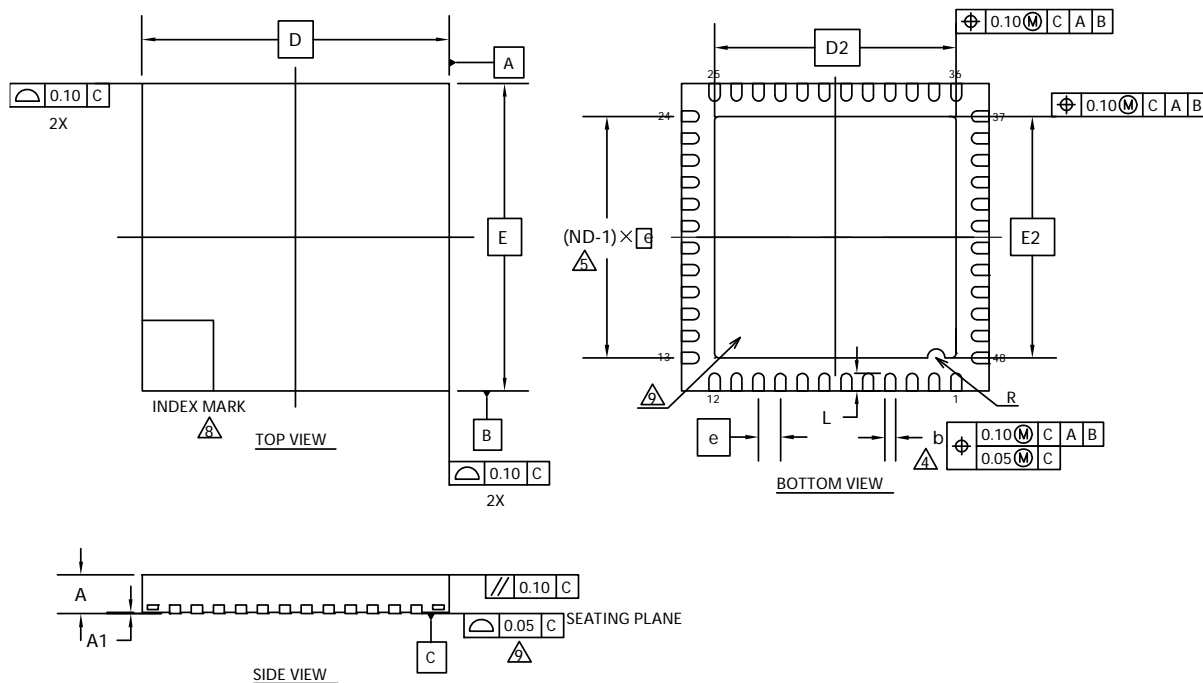 D
A
0.10 C
2X
E
INDEX MARK
8
TOP VIEW
B
0.10 C
2X
D2
0.10 Ⓜ C A B
25
36
0.10 Ⓜ C A B
24
37
(ND-1)×e
5
E2
13
48
9
12
1
L
R
e
b
4
0.10 Ⓜ C A B
0.05 Ⓜ C
BOTTOM VIEW
A
// 0.10 C
A1
0.05 C
SEATING PLANE
9
C
SIDE VIEW